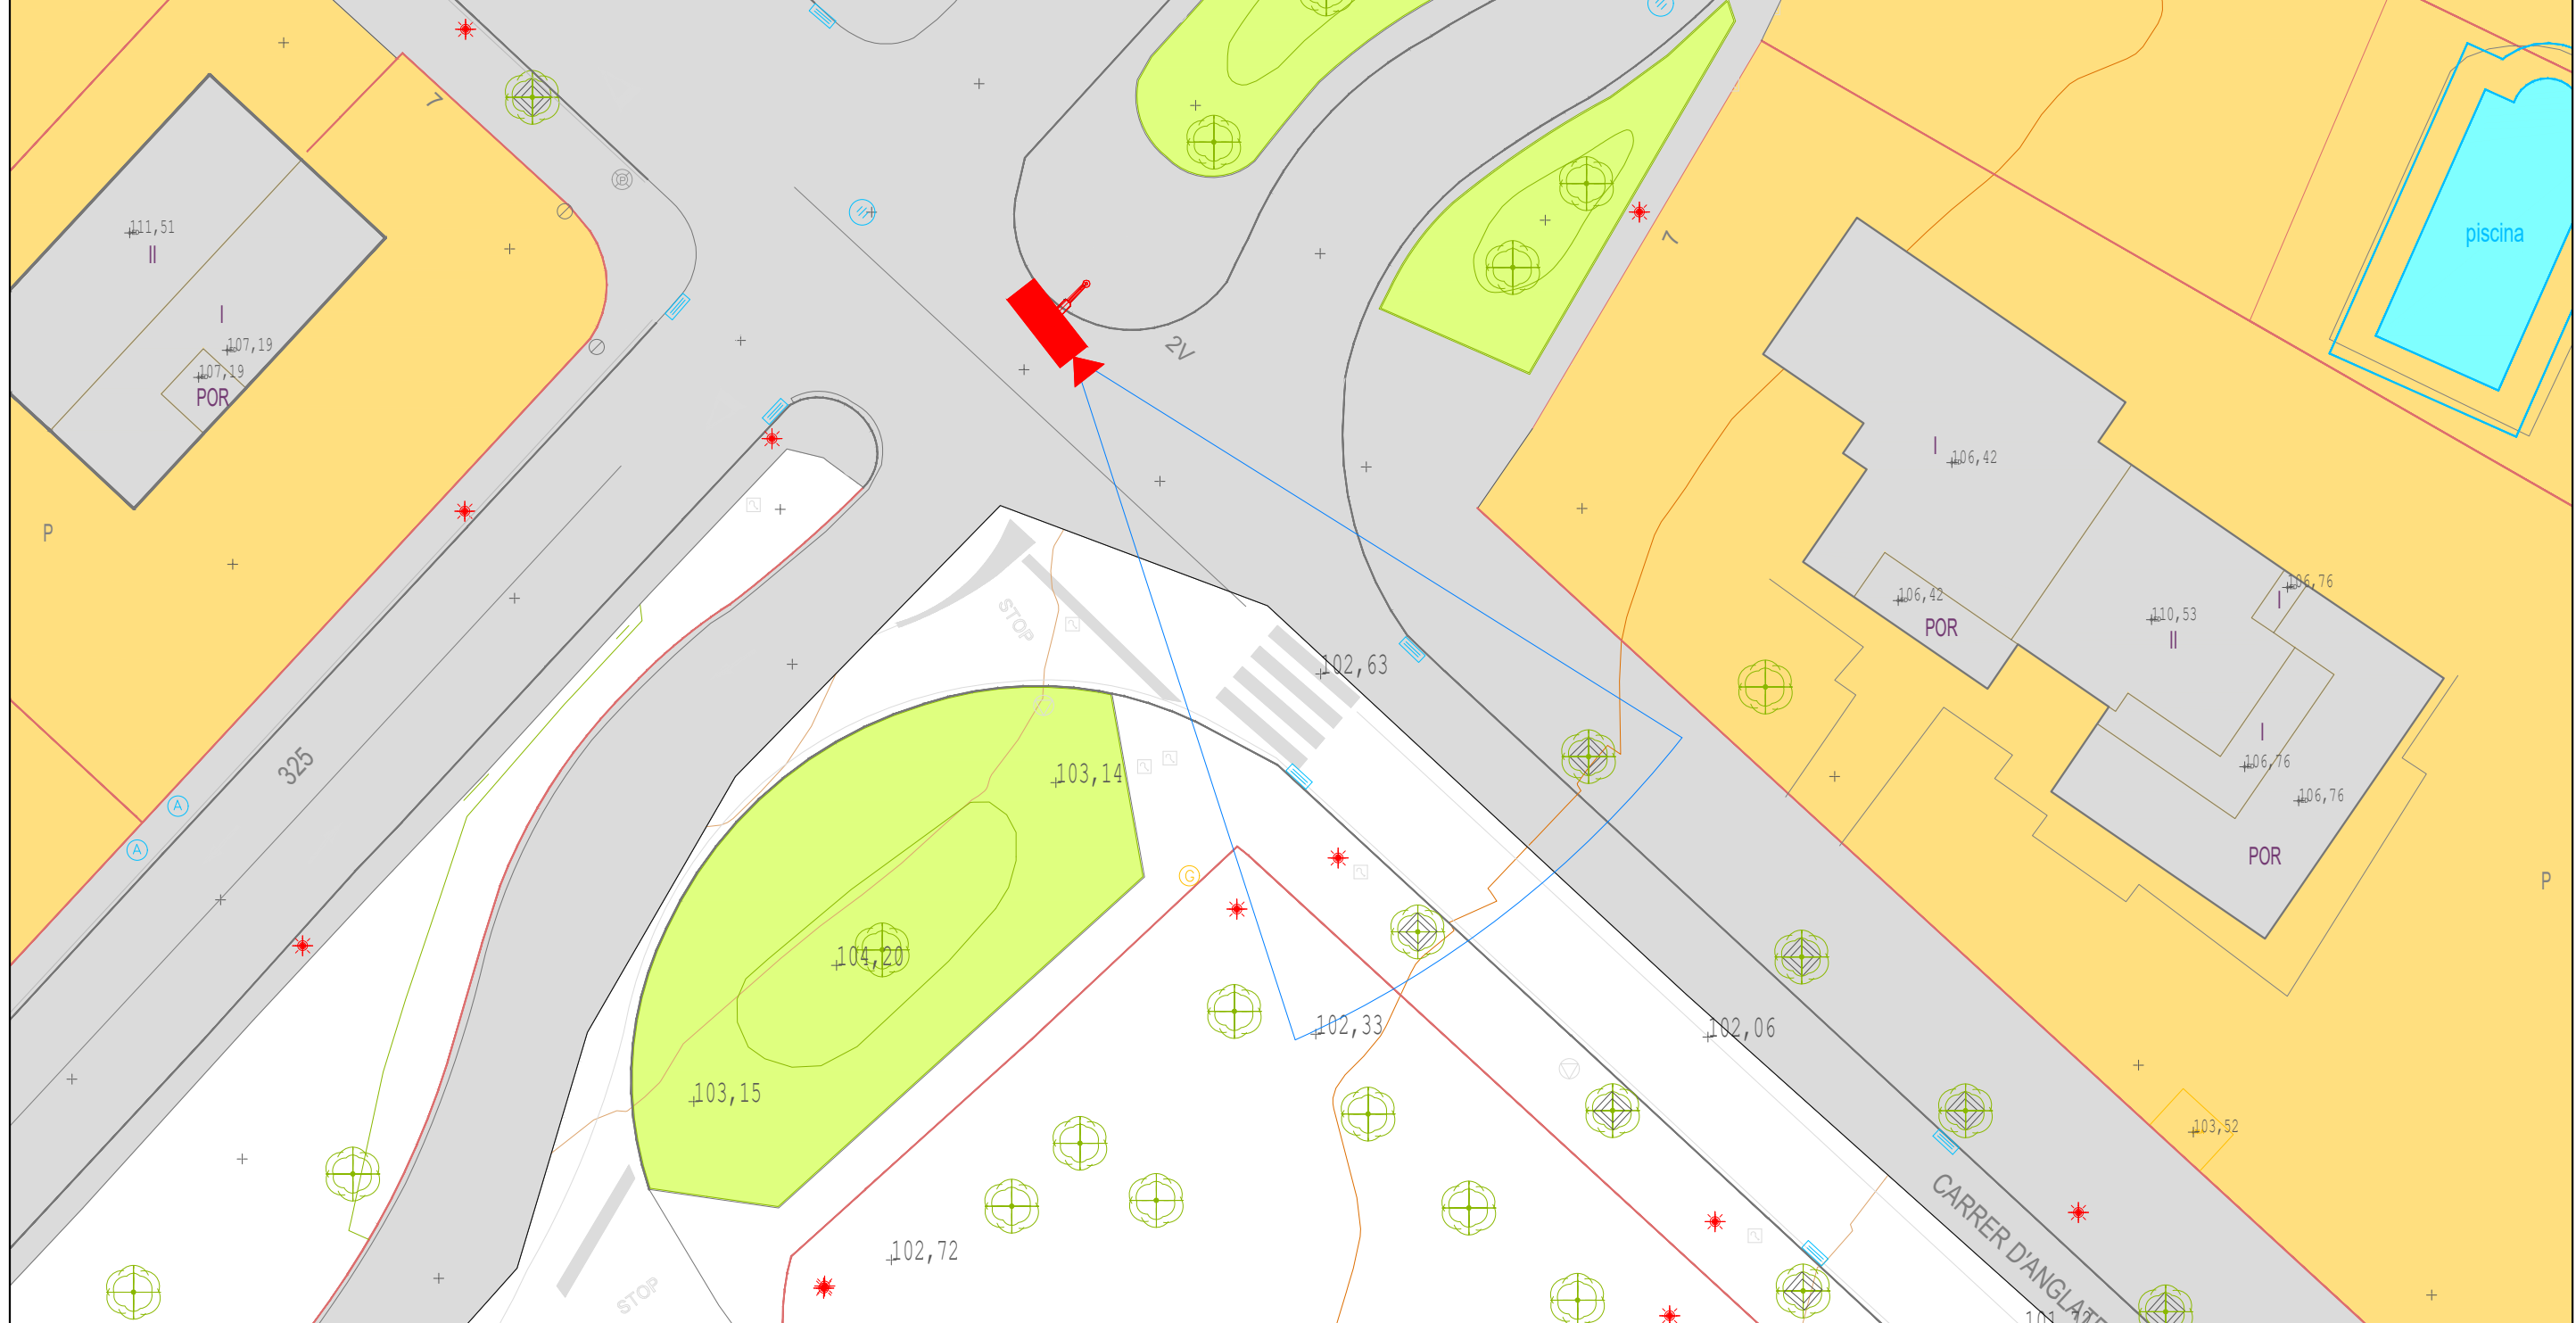 7
111,51
II
I
107,19
107,19
POR
P
325
A
A
2V
7
piscina
I
106,42
106,42
POR
106,76
I
110,53
II
I
106,76
106,76
POR
P
STOP
102,63
103,14
G
104,20
103,15
102,33
102,06
102,72
STOP
103,52
CARRER D'ANGLATE
P